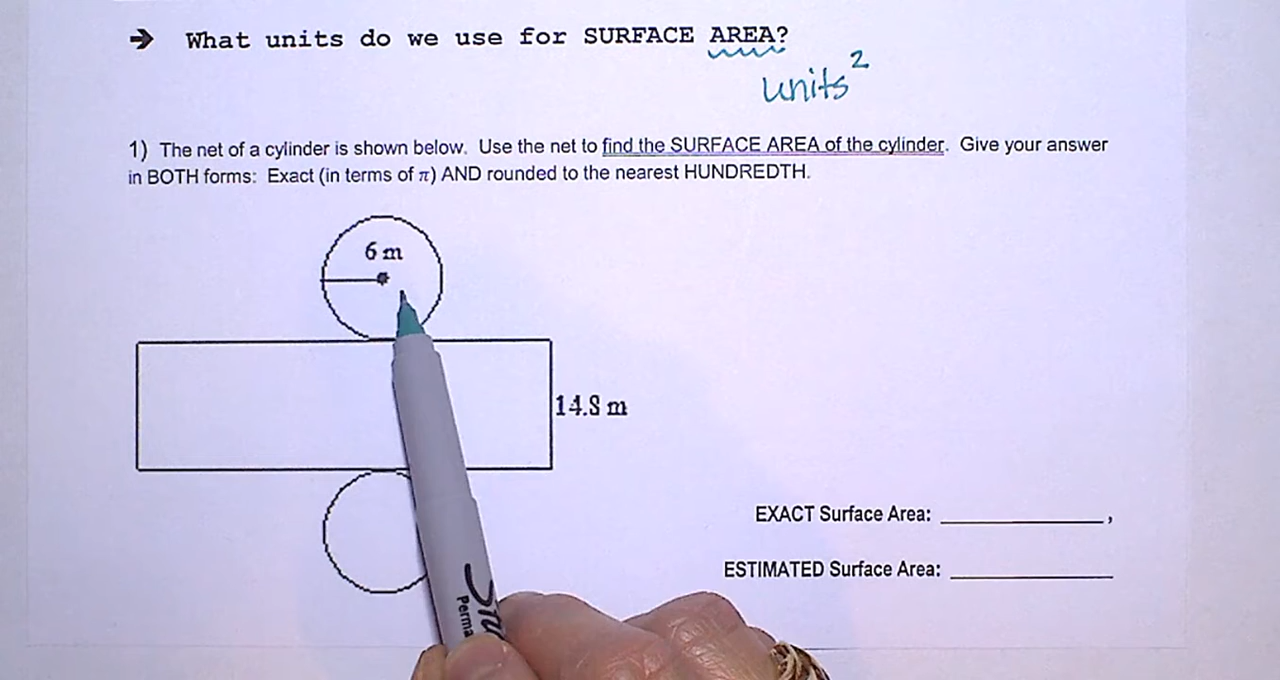 → What units do we use for SURFACE AREA?
units²
1) The net of a cylinder is shown below. Use the net to find the SURFACE AREA of the cylinder. Give your answer
in BOTH forms: Exact (in terms of π) AND rounded to the nearest HUNDREDTH.
6 m
14.8 m
EXACT Surface Area: ____________,
ESTIMATED Surface Area: ____________